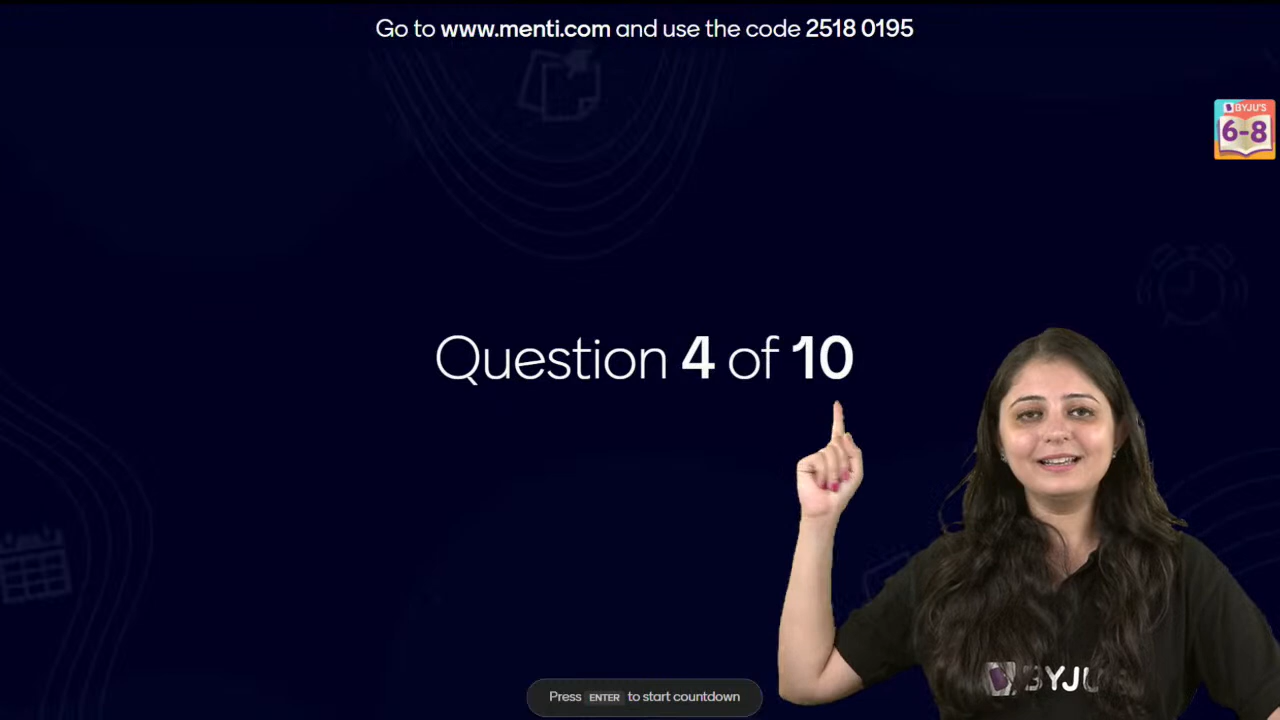 Go to www.menti.com and use the code 2518 0195
BYJU'S
6-8
Question 4 of 10
BYJU'S
Press ENTER to start countdown